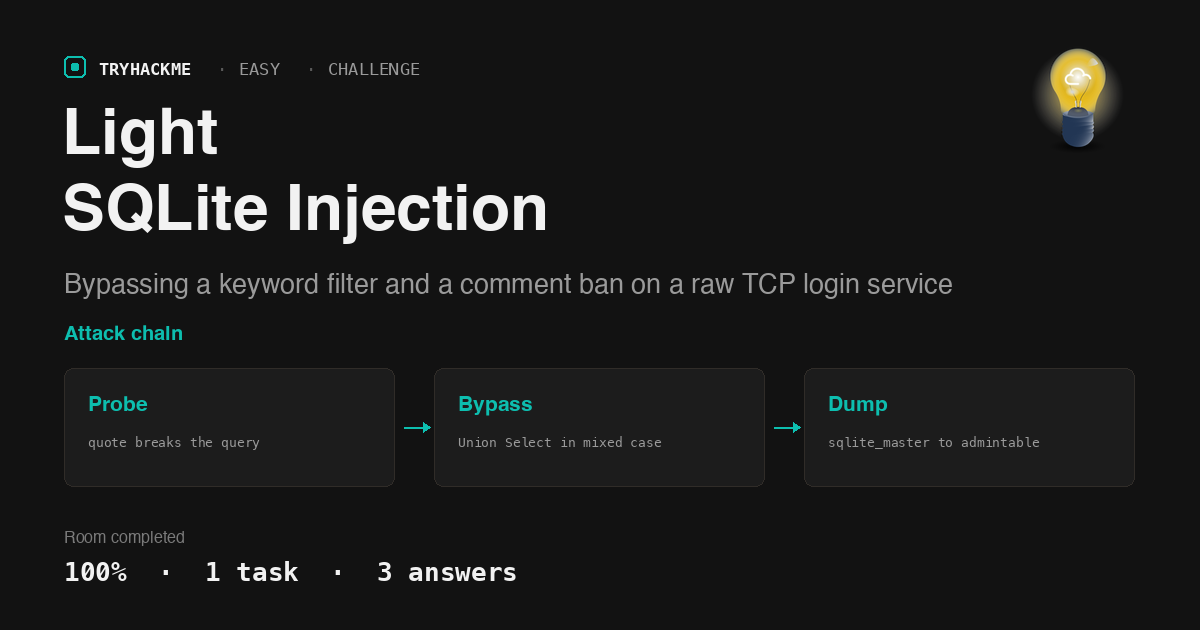 TRYHACKME · EASY · CHALLENGE
Light
SQLite Injection
Bypassing a keyword filter and a comment ban on a raw TCP login service
Attack chain
Probe
quote breaks the query
Bypass
Union Select in mixed case
Dump
sqlite_master to admintable
Room completed
100% · 1 task · 3 answers